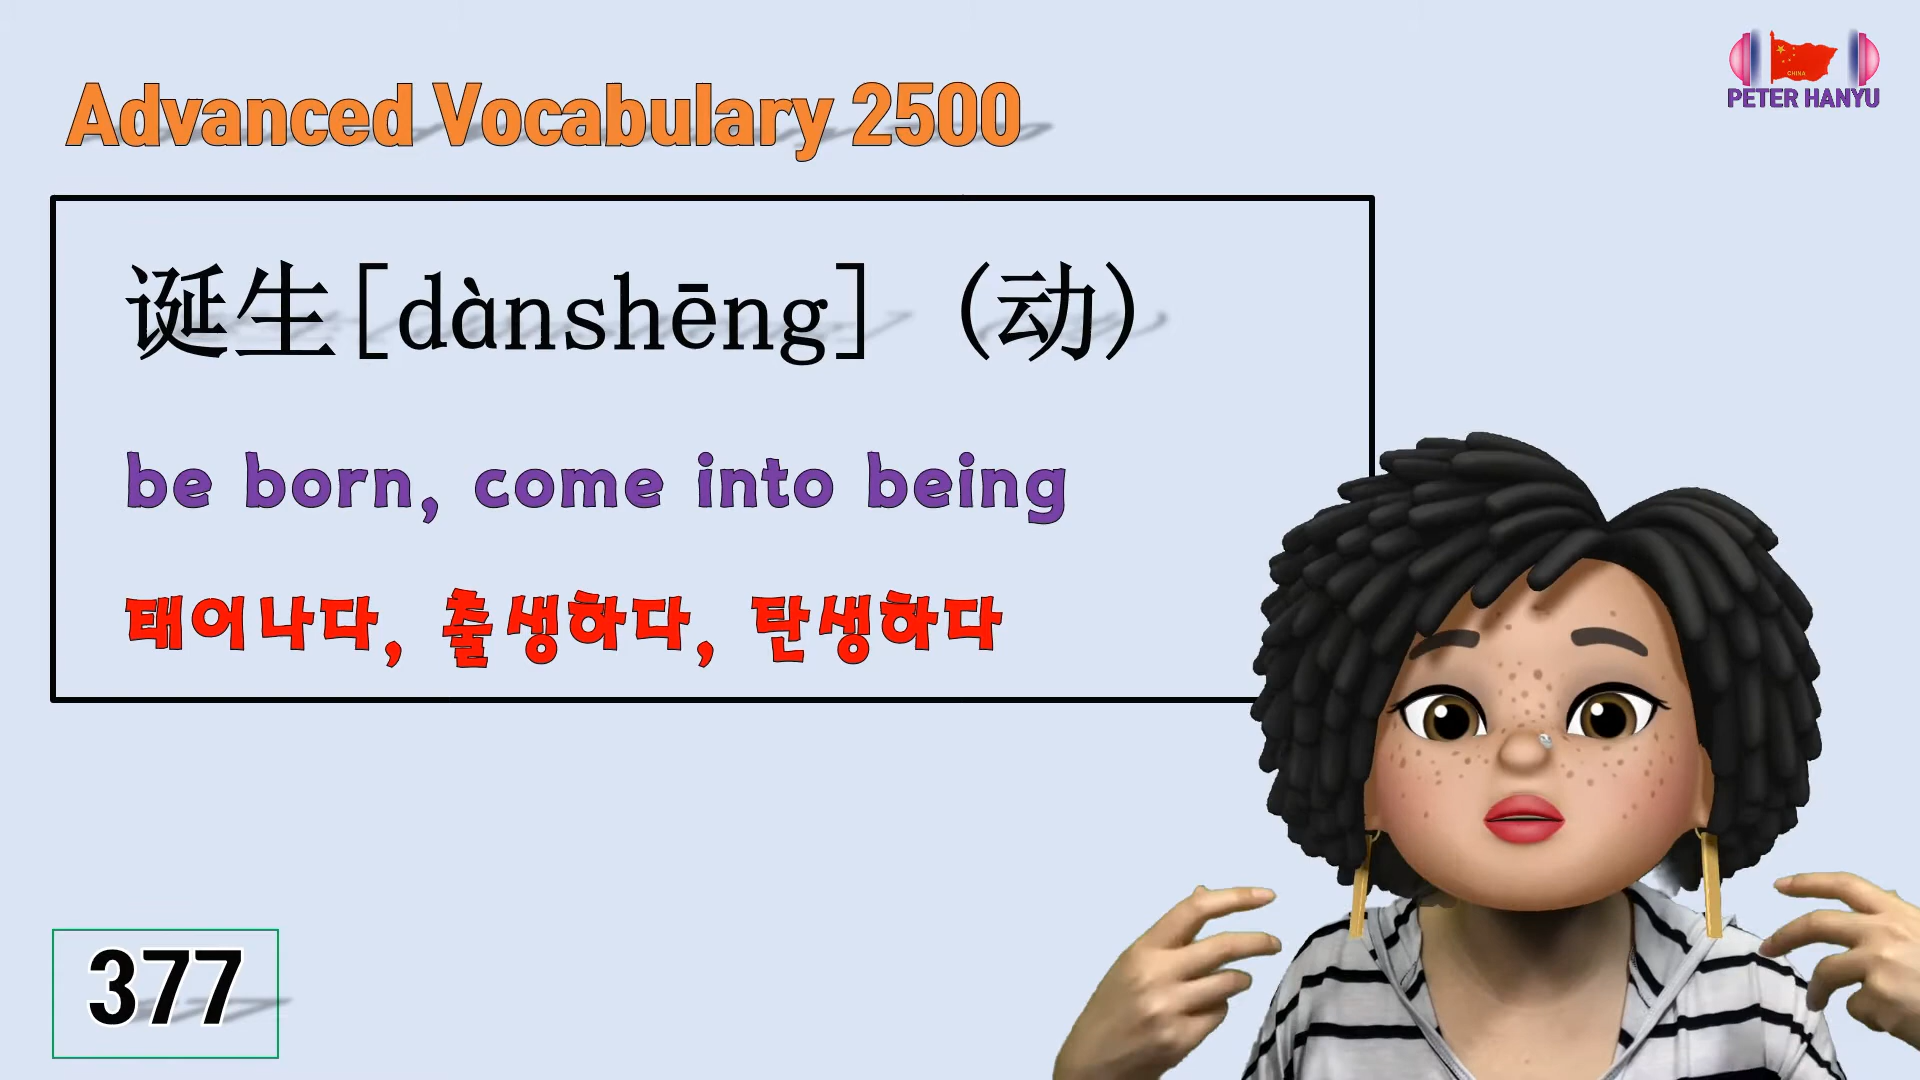 CHINA
PETER HANYU
Advanced Vocabulary 2500
诞生[dànshēng] (动)
be born, come into being
태어나다, 출생하다, 탄생하다
377